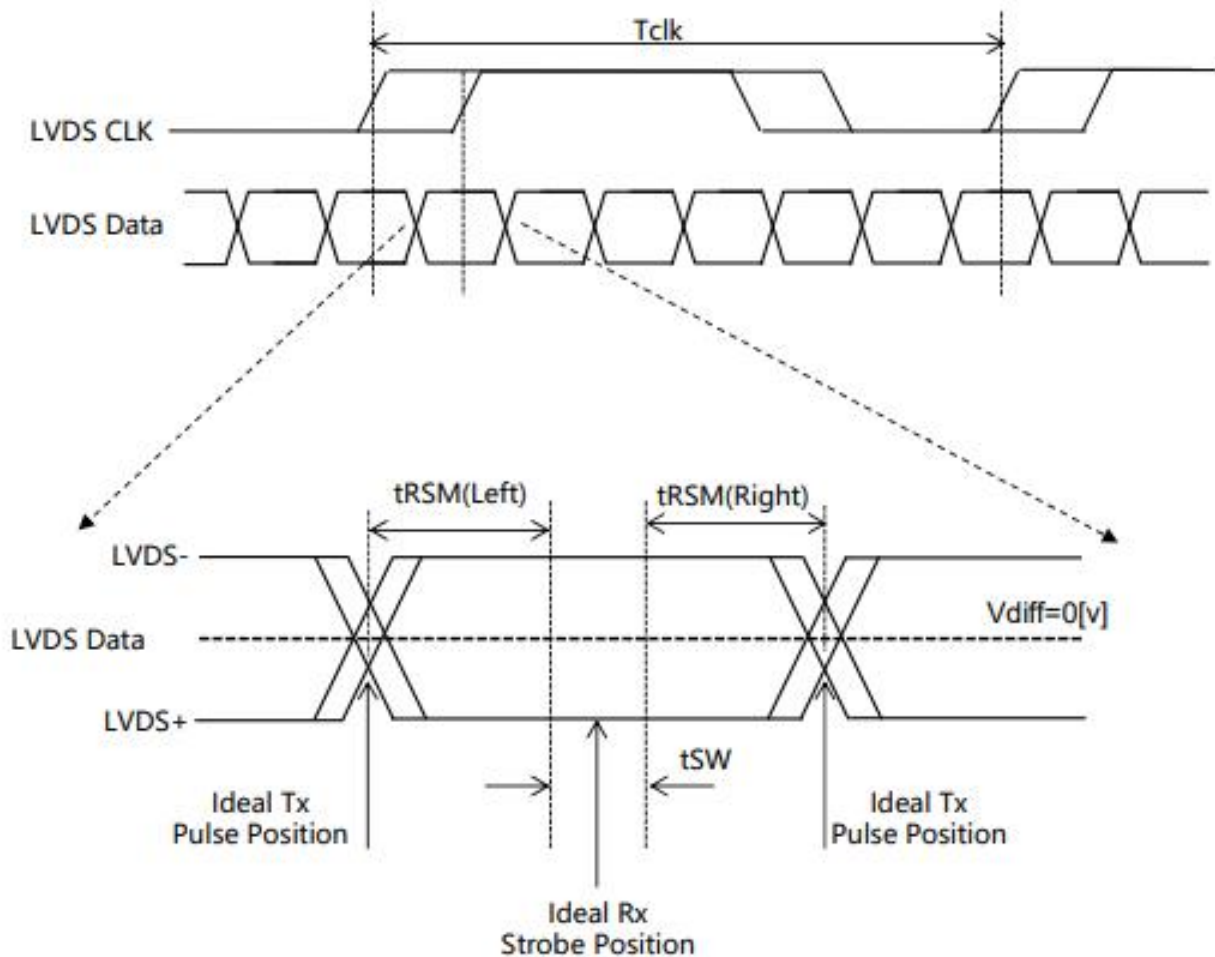 Tclk
LVDS CLK
LVDS Data
tRSM(Left)
tRSM(Right)
LVDS-
Vdiff=0[v]
LVDS Data
LVDS+
tSW
Ideal Tx
Pulse Position
Ideal Tx
Pulse Position
Ideal Rx
Strobe Position